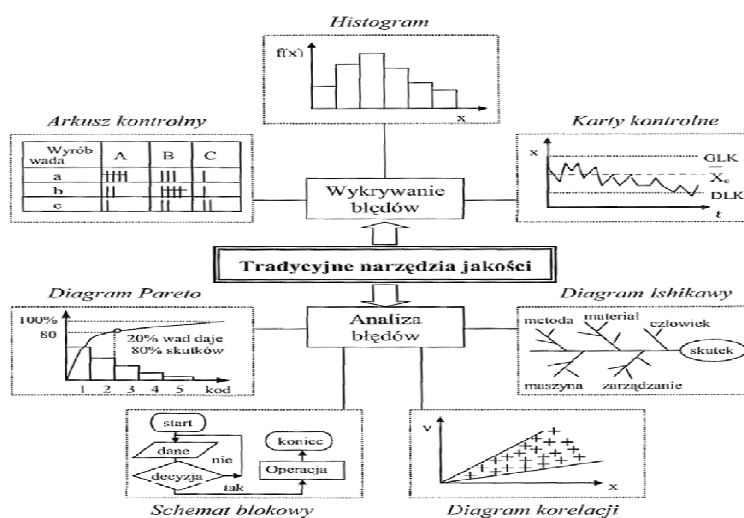 Histogram
f(x)
x
Arkusz kontrolny
Wyrób
wada
A B C
a
b
c
Karty kontrolne
x
GLK
X̄c
DLK
t
Wykrywanie
błędów
Tradycyjne narzędzia jakości
Analiza
błędów
Diagram Pareto
100%
80
20% wad daje
80% skutków
1 2 3 4 5 kod
Diagram ishikawy
metoda
materiał
człowiek
skutek
maszyna
zarządzanie
start
dane
nie
decyzja
tak
koniec
Operacja
Schemat blokowy
v
x
Diagram korelacji